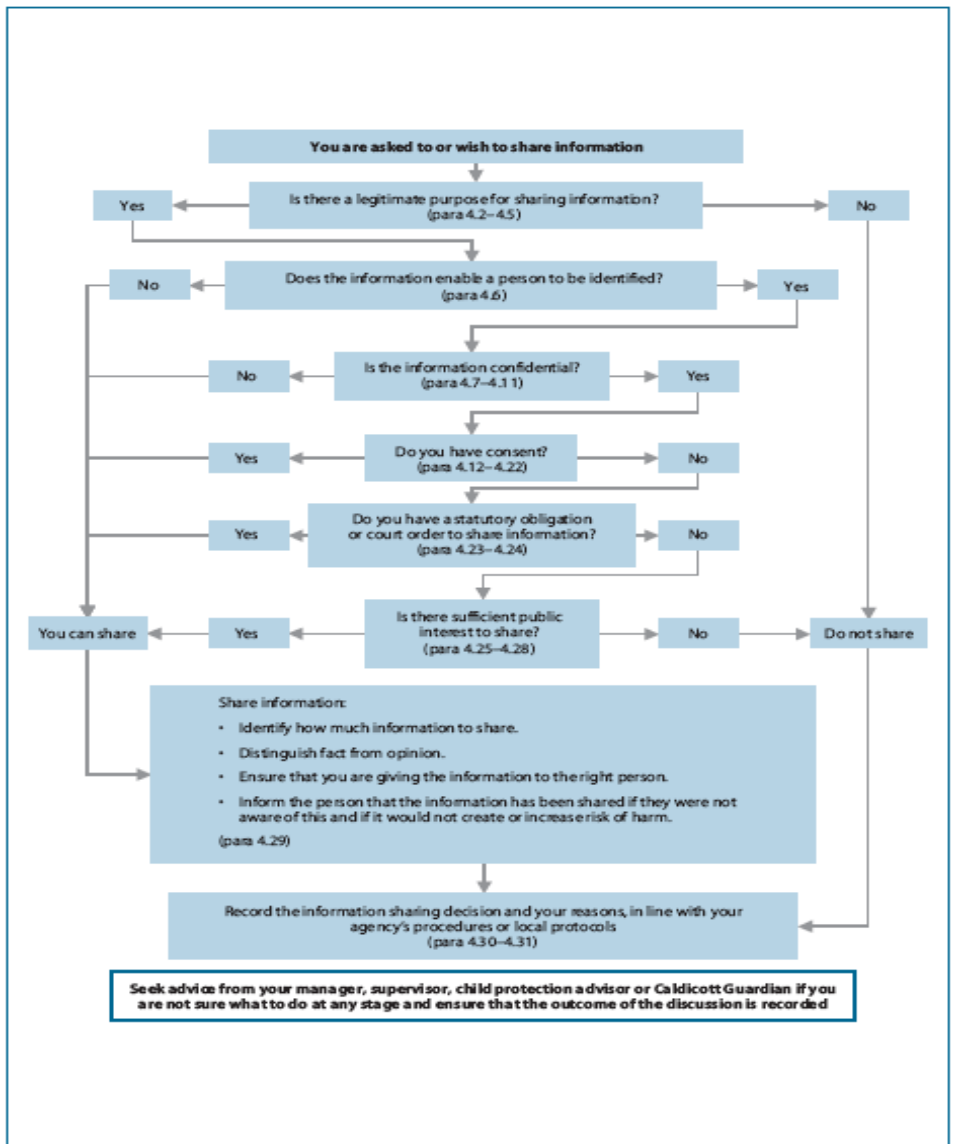 You are asked to or wish to share information
Is there a legitimate purpose for sharing information?
(para 4.2–4.5)
Yes
No
Does the information enable a person to be identified?
(para 4.6)
No
Yes
Is the information confidential?
(para 4.7–4.11)
No
Yes
Do you have consent?
(para 4.12–4.22)
Yes
No
Do you have a statutory obligation
or court order to share information?
(para 4.23–4.24)
Yes
No
Is there sufficient public
interest to share?
(para 4.25–4.28)
You can share
Yes
No
Do not share
Share information:
• Identify how much information to share.
• Distinguish fact from opinion.
• Ensure that you are giving the information to the right person.
• Inform the person that the information has been shared if they were not
aware of this and if it would not create or increase risk of harm.
(para 4.29)
Record the information sharing decision and your reasons, in line with your
agency's procedures or local protocols
(para 4.30–4.31)
Seek advice from your manager, supervisor, child protection advisor or Caldicott Guardian if you
are not sure what to do at any stage and ensure that the outcome of the discussion is recorded